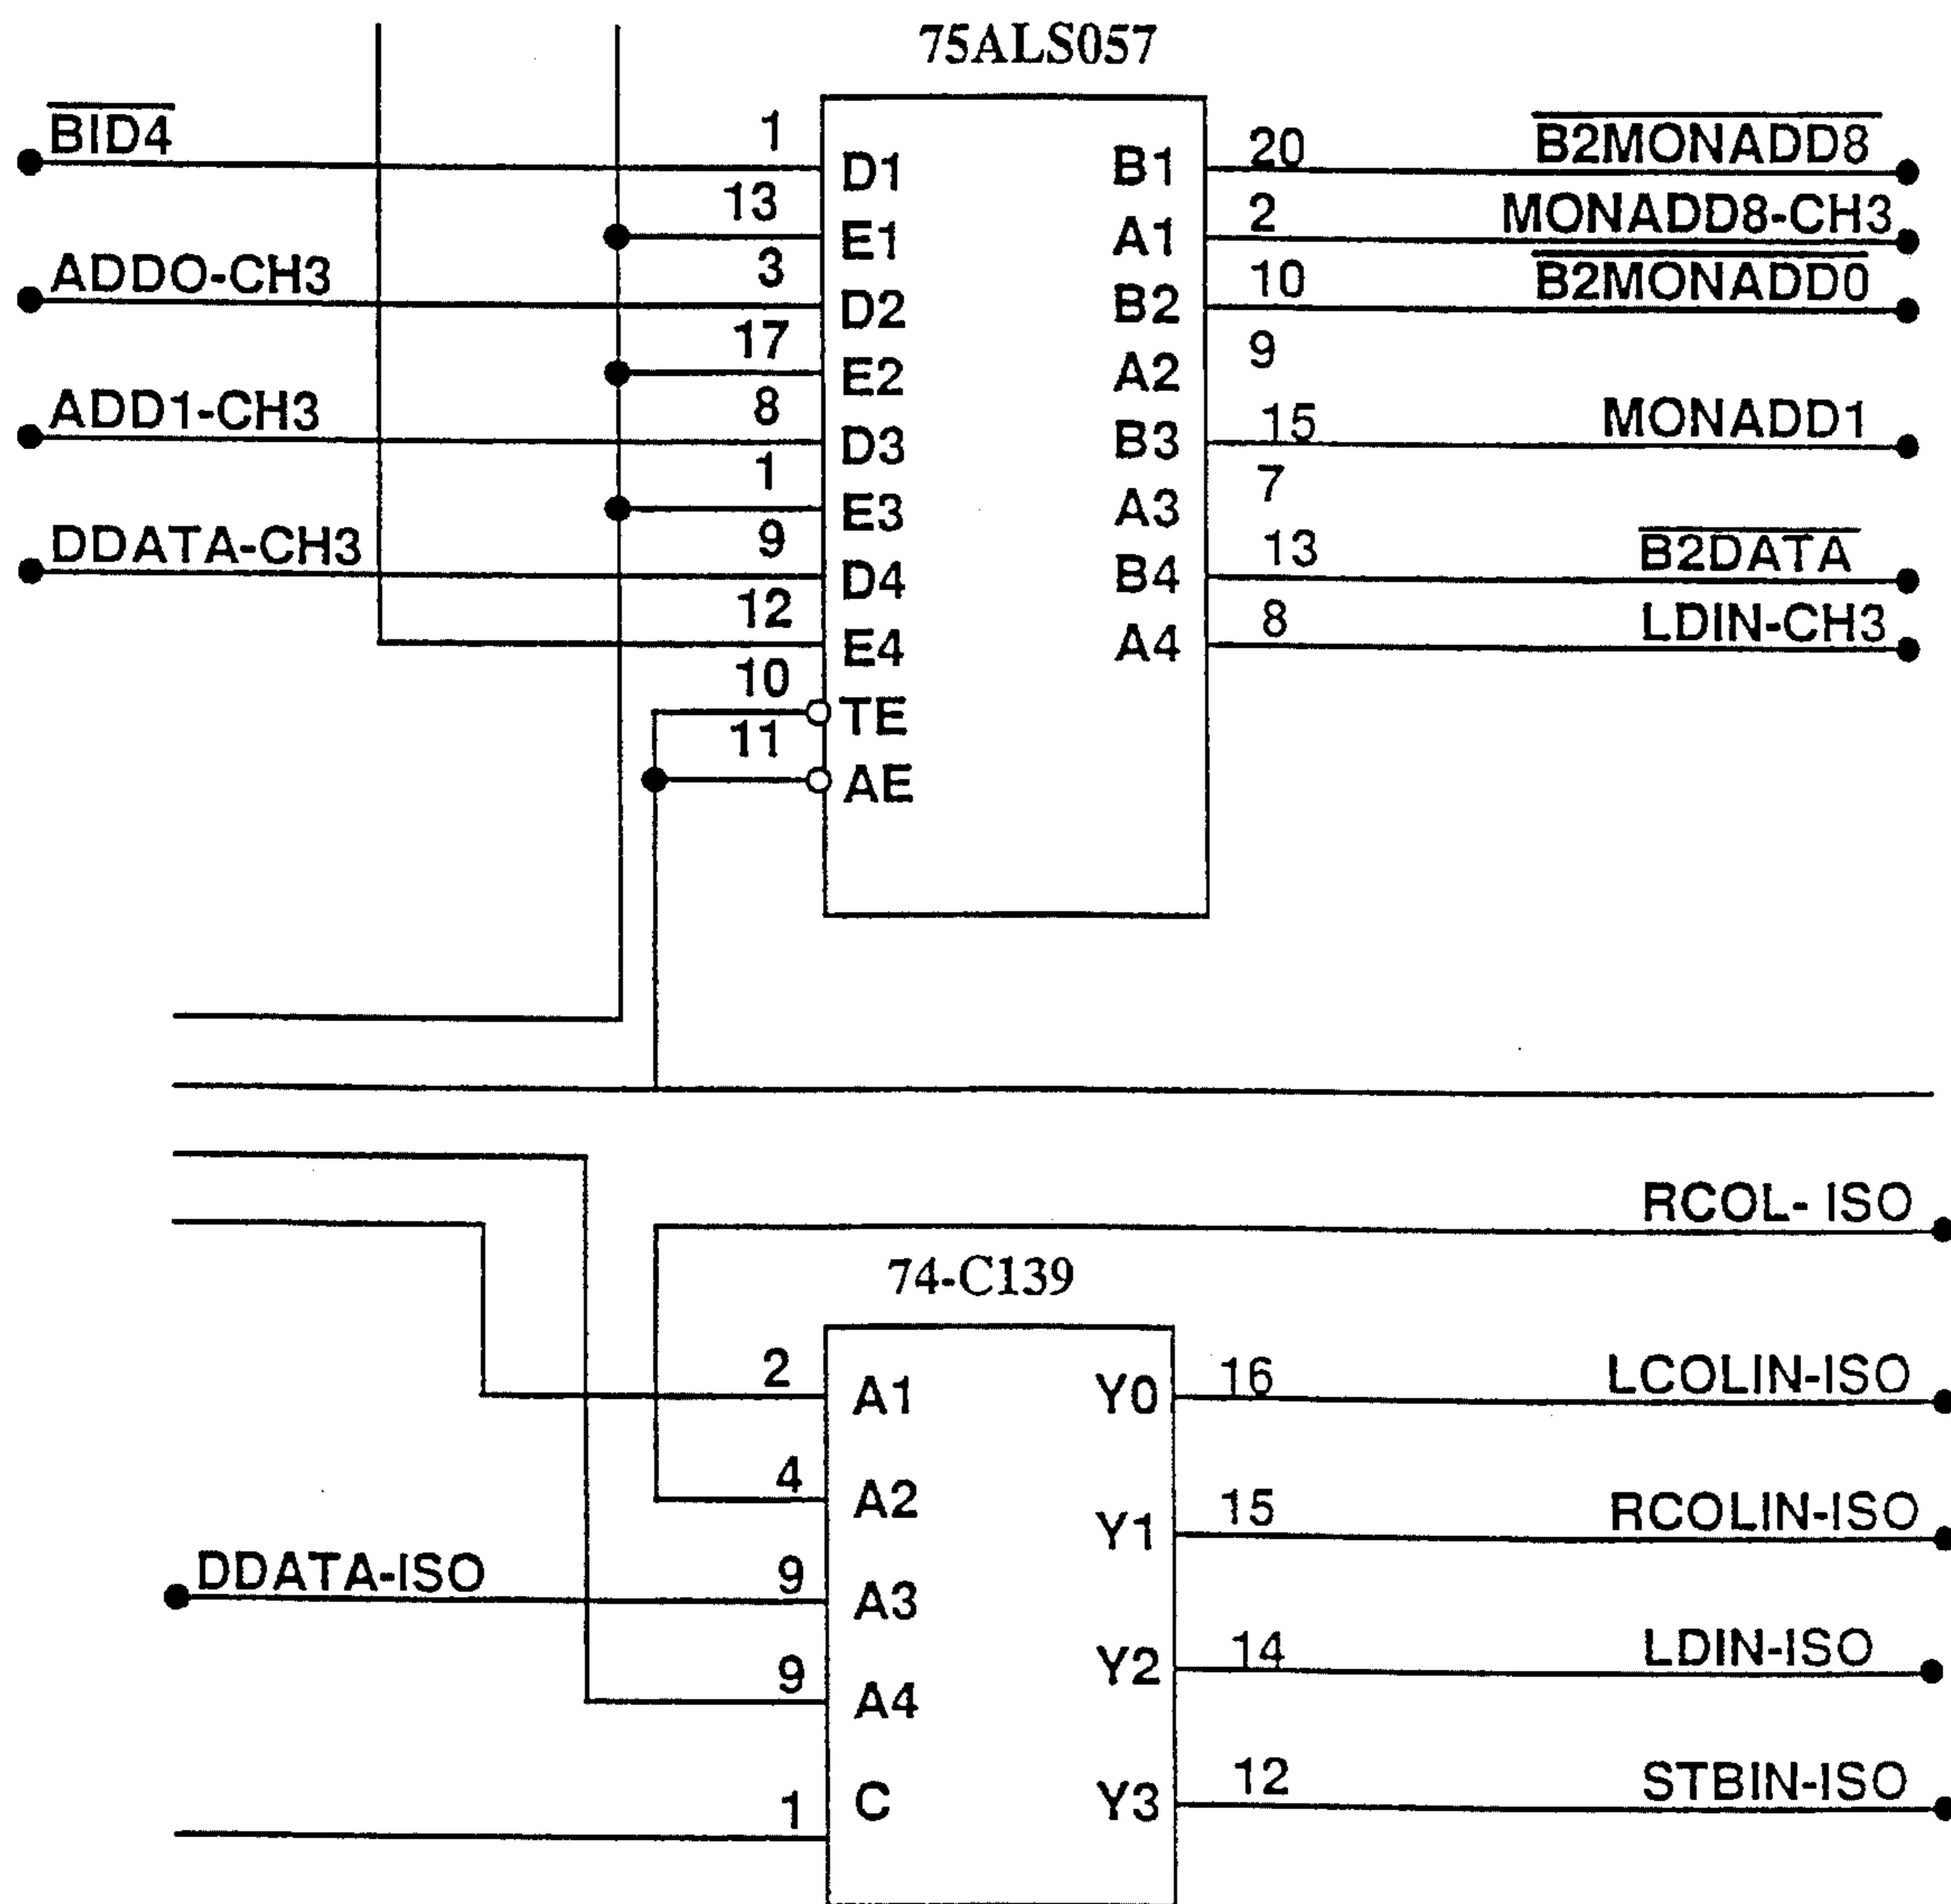 75ALS057
BID4
1
D1
B1
20
B2MONADD8
13
E1
A1
2
MONADD8-CH3
ADDO-CH3
3
D2
B2
10
B2MONADD0
17
E2
A2
9
ADD1-CH3
8
D3
B3
15
MONADD1
1
E3
A3
7
DDATA-CH3
9
D4
B4
13
B2DATA
12
E4
A4
8
LDIN-CH3
10
TE
11
AE
RCOL- ISO
74-C139
2
A1
Y0
16
LCOLIN-ISO
4
A2
Y1
15
RCOLIN-ISO
DDATA-ISO
9
A3
Y2
14
LDIN-ISO
9
A4
1
C
Y3
12
STBIN-ISO